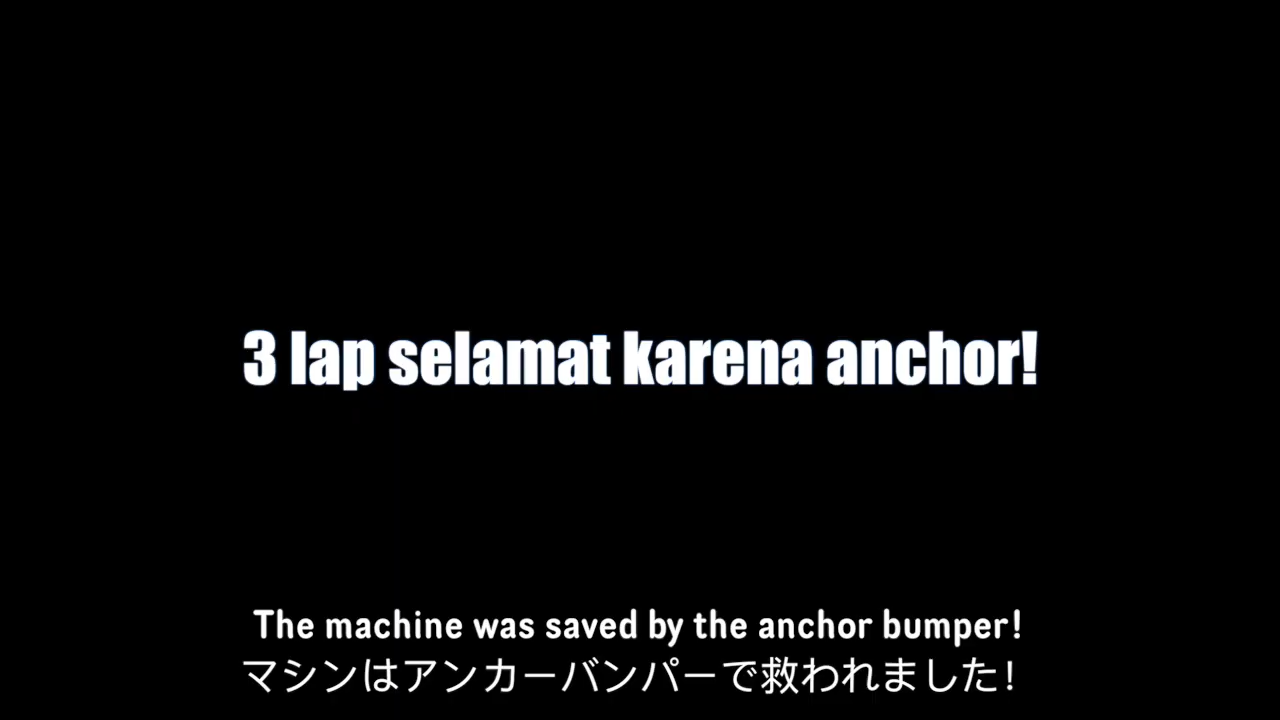 3 lap selamat karena anchor!
The machine was saved by the anchor bumper!
マシンはアンカーバンパーで救われました!